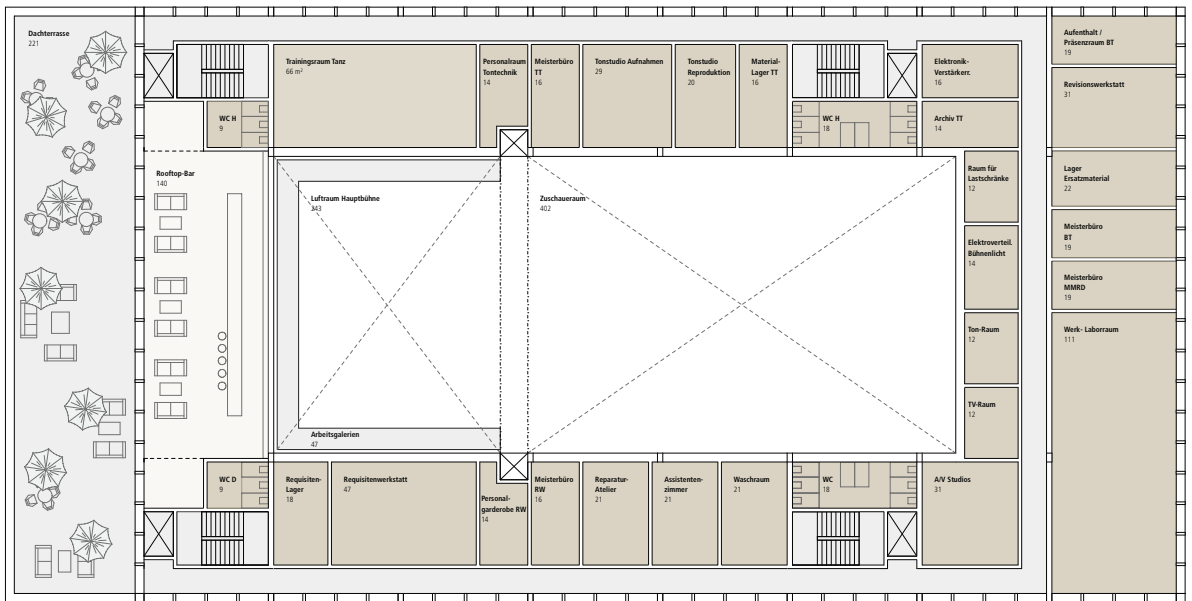 Dachterrasse
221
Trainingsraum Tanz
66 m²
Personalraum
Tontechnik
14
Meisterbüro
TT
16
Tonstudio Aufnahmen
29
Tonstudio
Reproduktion
20
Material-
Lager TT
16
Elektronik-
Verstärkerr.
16
Aufenthalt /
Präsenzraum BT
19
Revisionswerkstatt
31
WC H
9
WC H
18
Archiv TT
14
Rooftop-Bar
140
Luftraum Hauptbühne
243
Zuschauerraum
402
Raum für
Lastschränke
12
Lager
Ersatzmaterial
22
Elektroverteil.
Bühnenlicht
14
Meisterbüro
BT
19
Meisterbüro
MMRD
19
Ton-Raum
12
Werk- Laborraum
111
TV-Raum
12
Arbeitsgalerien
47
WC D
9
Requisiten-
Lager
18
Requisitenwerkstatt
47
Personal-
garderobe RW
14
Meisterbüro
RW
16
Reparatur-
Atelier
21
Assistenten-
zimmer
21
Waschraum
21
WC
18
A/V Studios
31